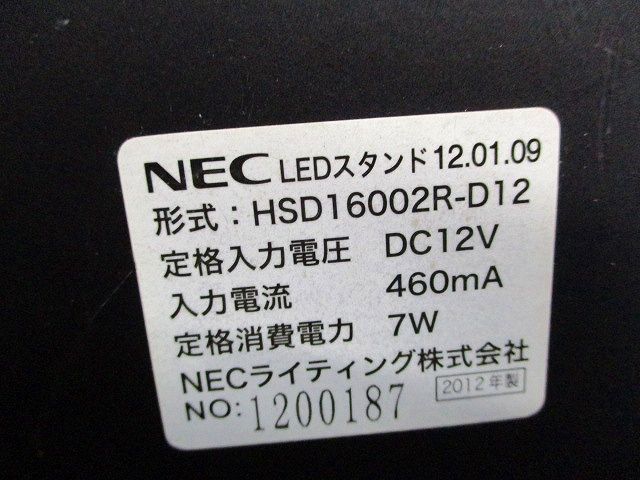 NEC LEDスタンド 12.01.09
形式：HSD16002R-D12
定格入力電圧 DC12V
入力電流 460mA
定格消費電力 7W
NECライティング株式会社
2012年製
NO: 1200187